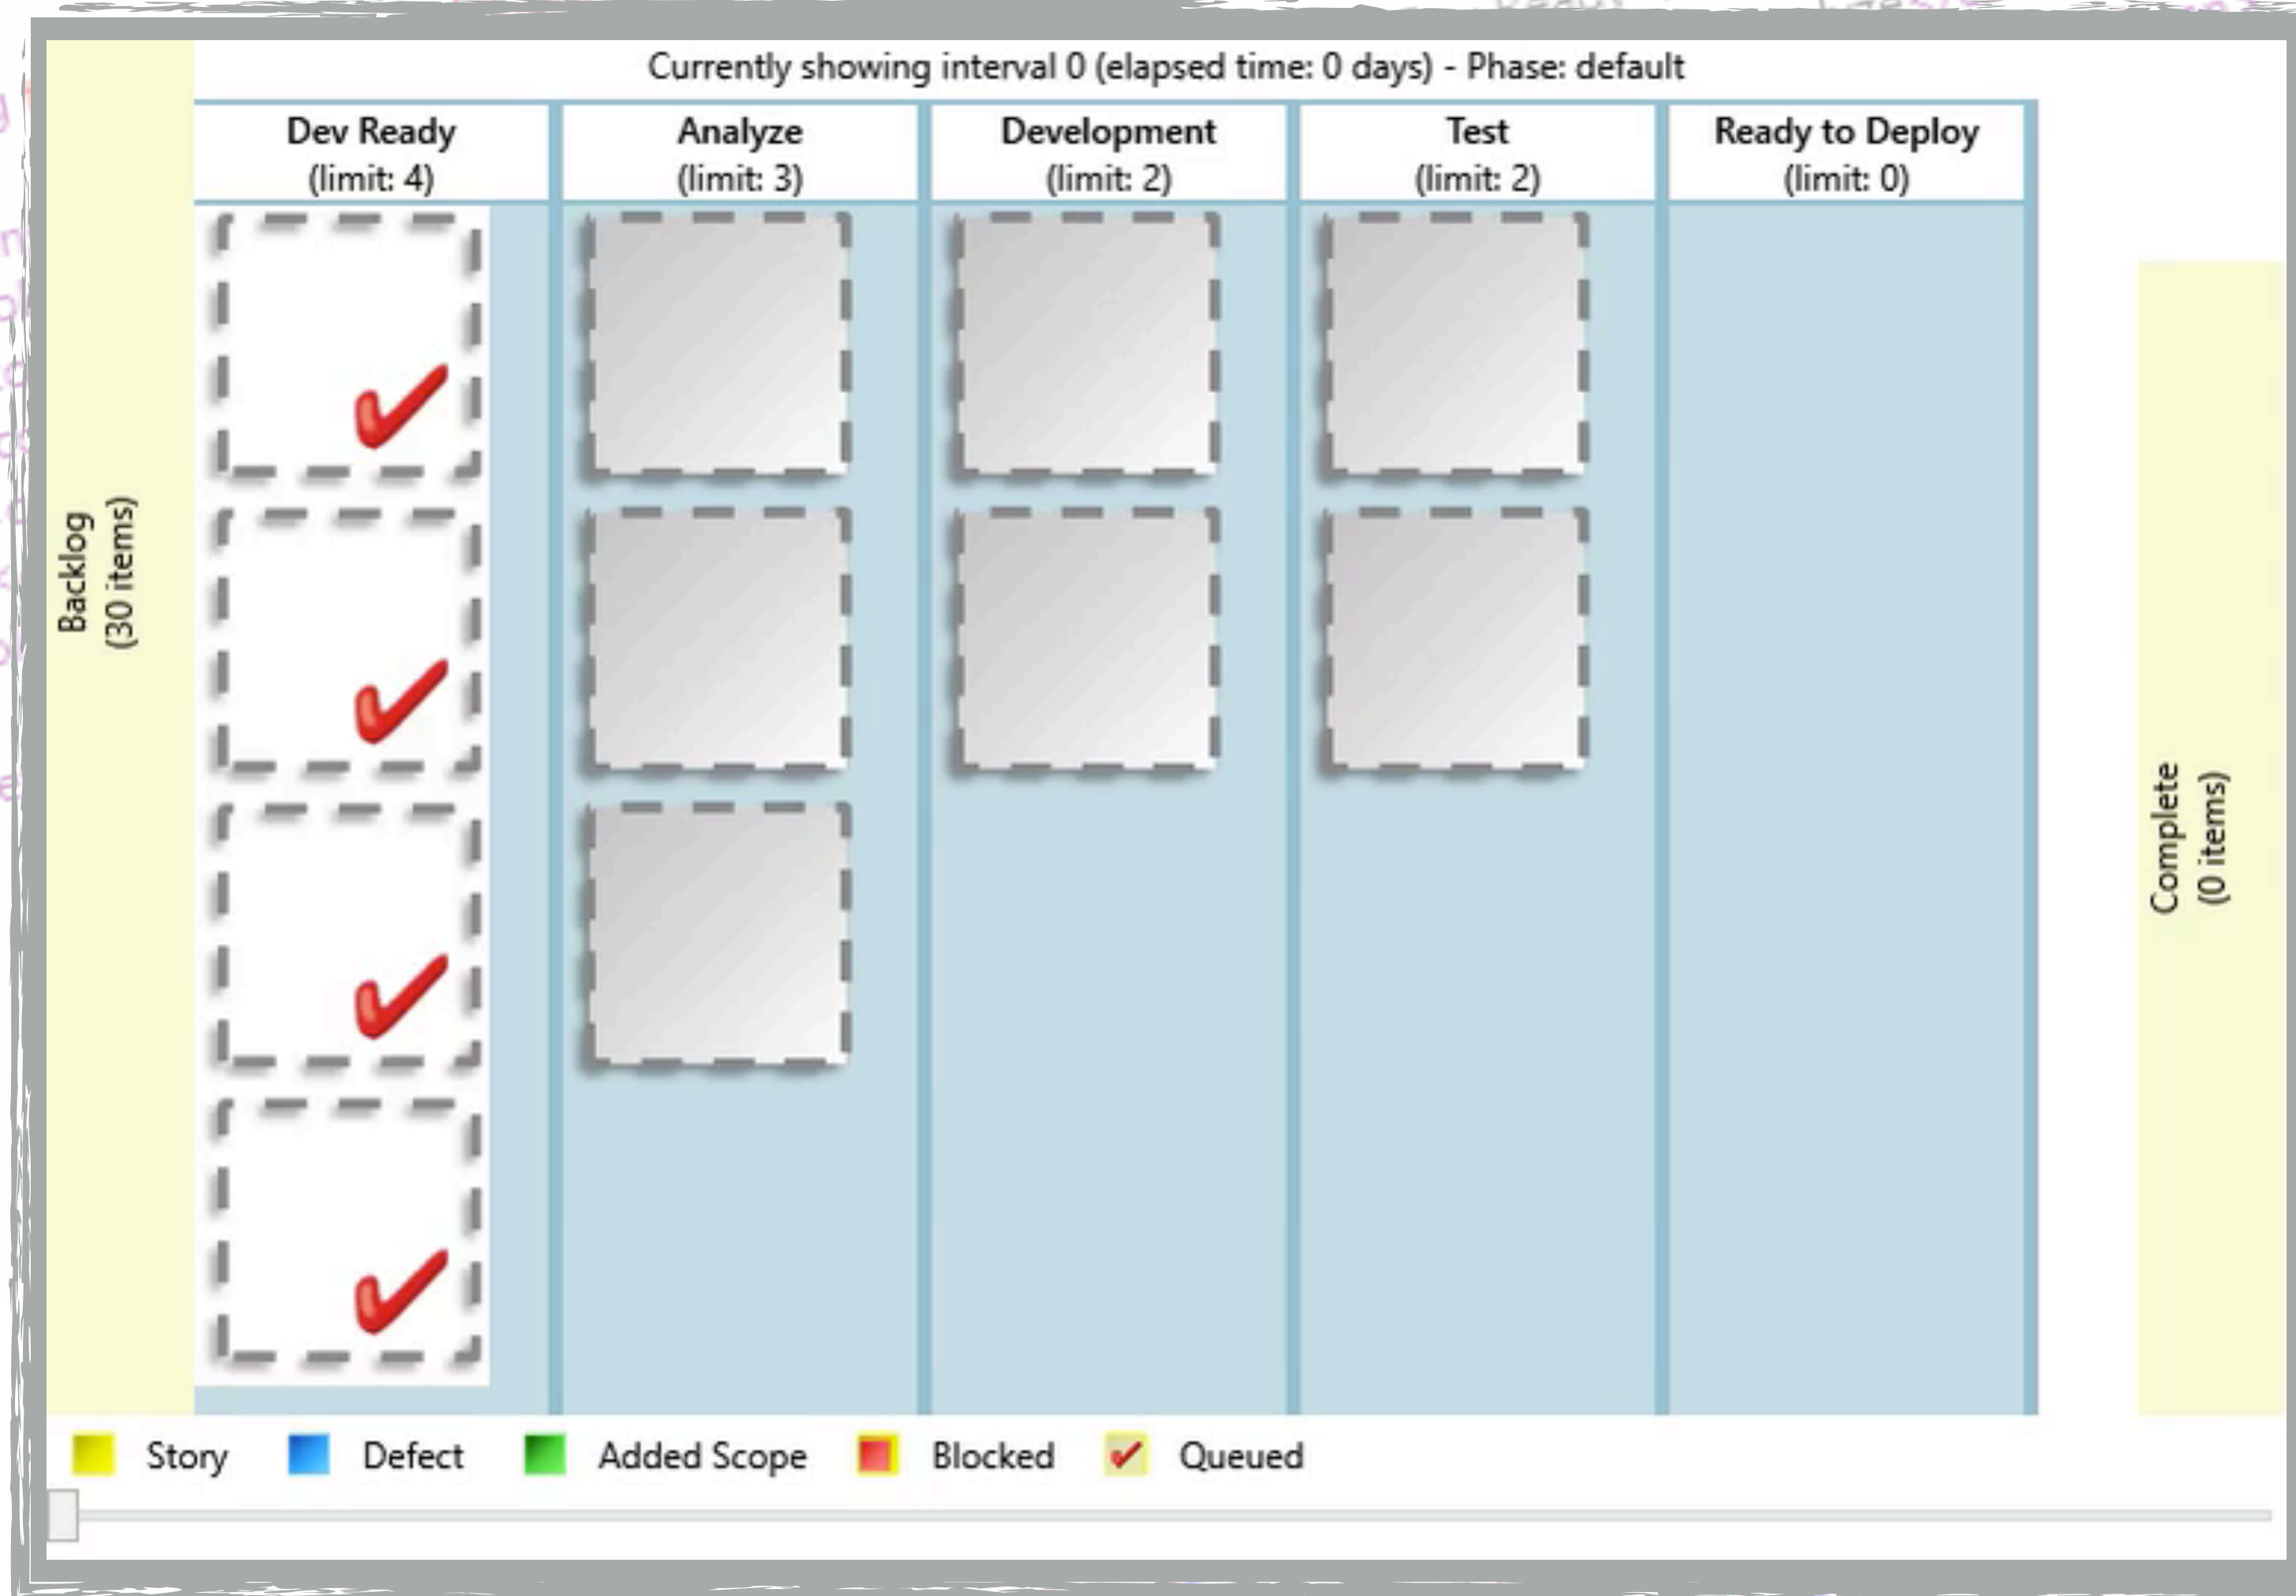 Currently showing interval 0 (elapsed time: 0 days) - Phase: default
Dev Ready
(limit: 4)
Analyze
(limit: 3)
Development
(limit: 2)
Test
(limit: 2)
Ready to Deploy
(limit: 0)
Backlog
(30 items)
Complete
(0 items)
Story
Defect
Added Scope
Blocked
Queued